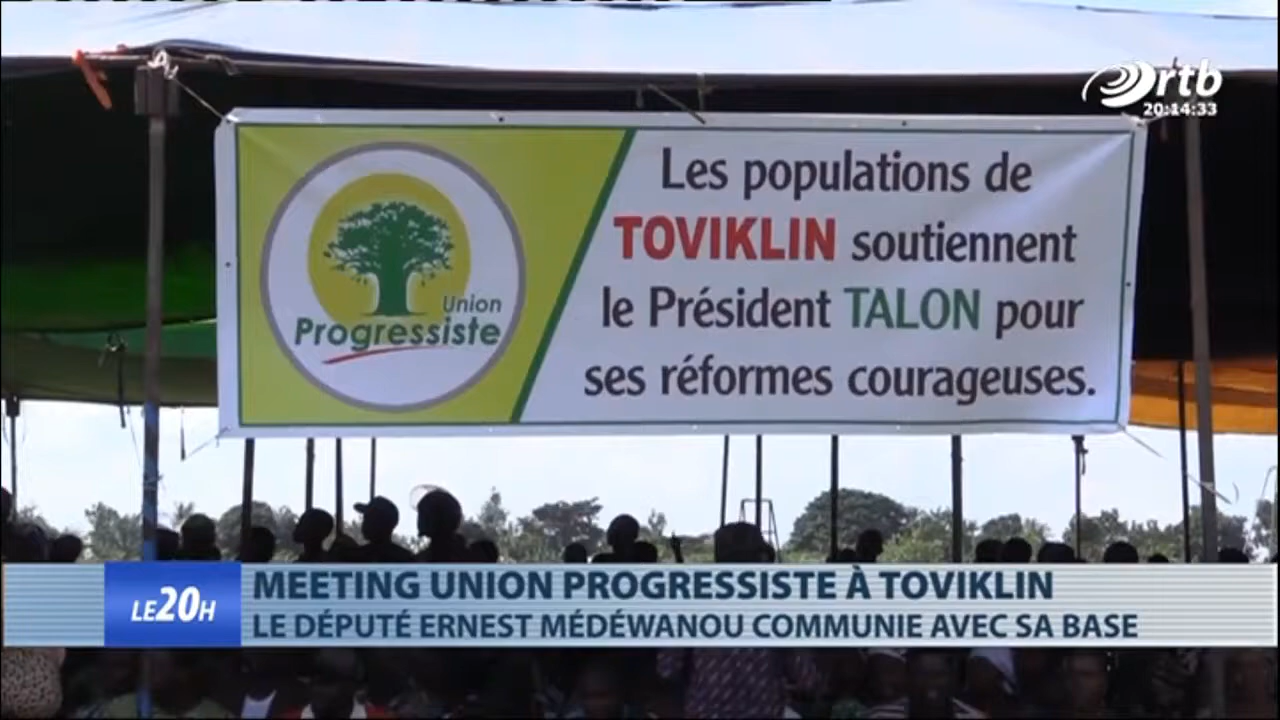 ortb
20:14:33
Les populations de
TOVIKLIN soutiennent
le Président TALON pour
ses réformes courageuses.
Union
Progressiste
LE20H
MEETING UNION PROGRESSISTE À TOVIKLIN
LE DÉPUTÉ ERNEST MÉDÉWANOU COMMUNIE AVEC SA BASE